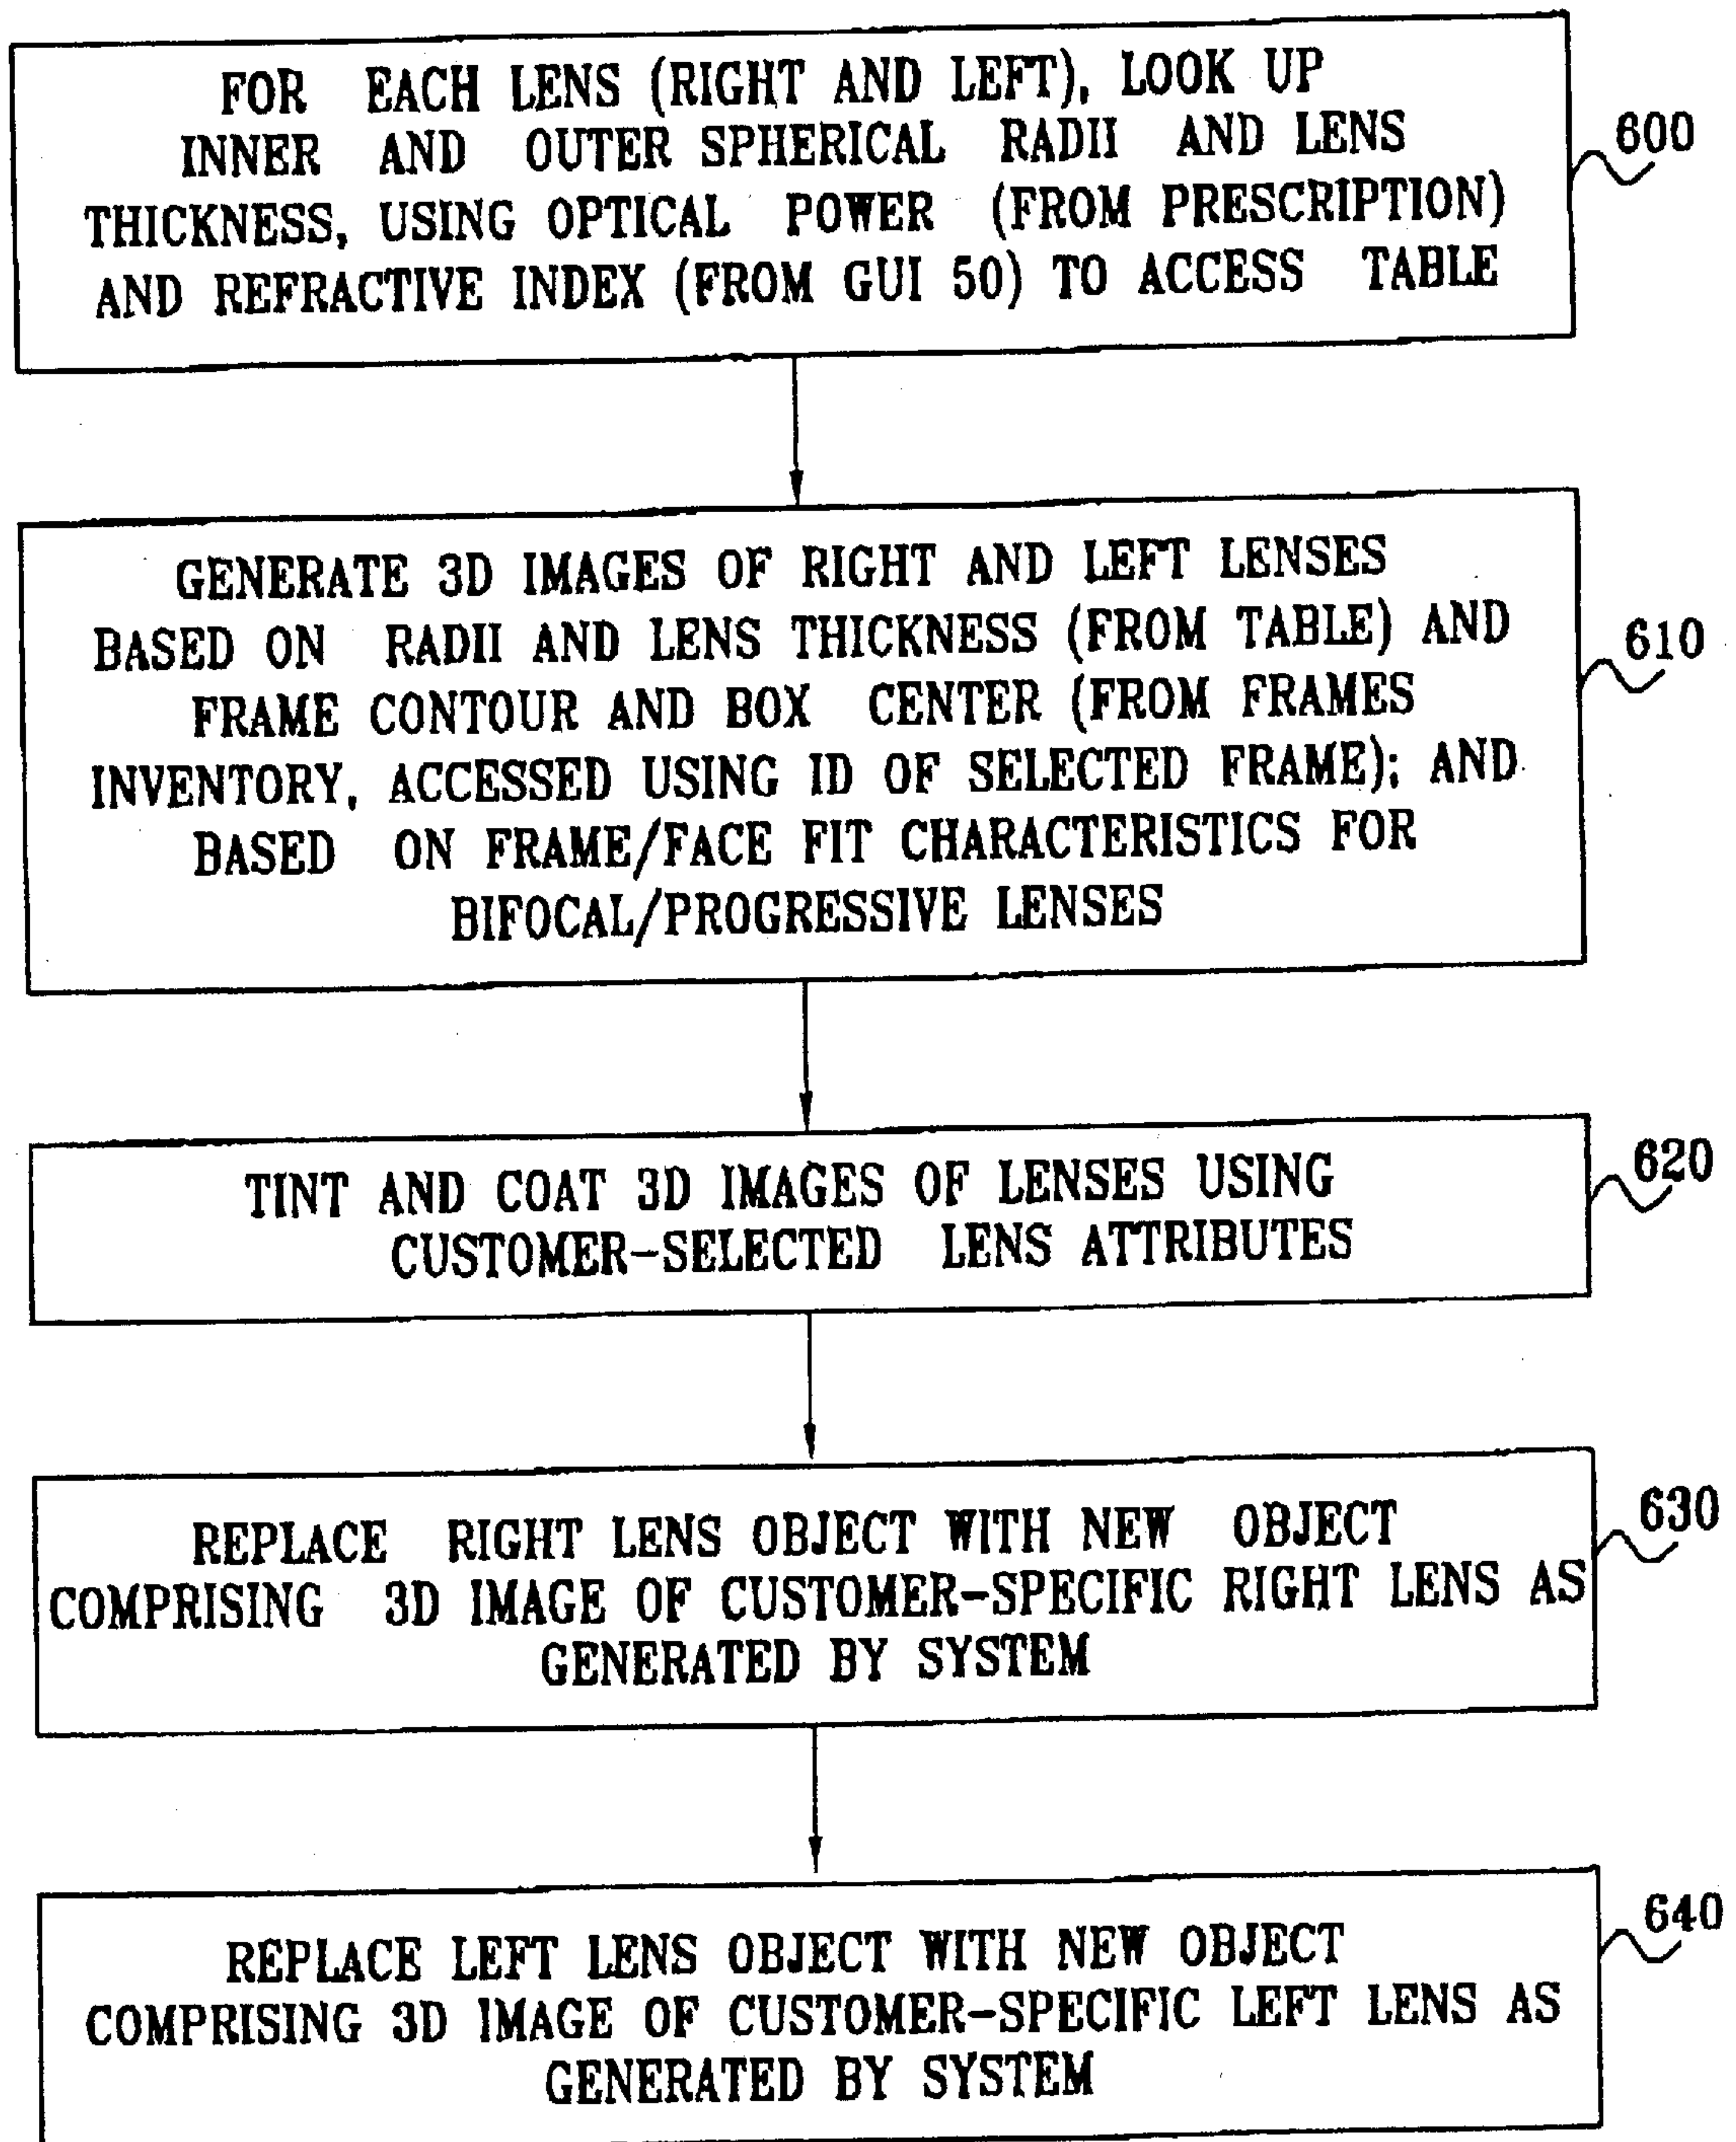 FOR EACH LENS (RIGHT AND LEFT), LOOK UP
INNER AND OUTER SPHERICAL RADII AND LENS
THICKNESS, USING OPTICAL POWER (FROM PRESCRIPTION)
AND REFRACTIVE INDEX (FROM GUI 50) TO ACCESS TABLE
600
GENERATE 3D IMAGES OF RIGHT AND LEFT LENSES
BASED ON RADII AND LENS THICKNESS (FROM TABLE) AND
FRAME CONTOUR AND BOX CENTER (FROM FRAMES
INVENTORY, ACCESSED USING ID OF SELECTED FRAME); AND
BASED ON FRAME/FACE FIT CHARACTERISTICS FOR
BIFOCAL/PROGRESSIVE LENSES
610
TINT AND COAT 3D IMAGES OF LENSES USING
CUSTOMER-SELECTED LENS ATTRIBUTES
620
REPLACE RIGHT LENS OBJECT WITH NEW OBJECT
COMPRISING 3D IMAGE OF CUSTOMER-SPECIFIC RIGHT LENS AS
GENERATED BY SYSTEM
630
REPLACE LEFT LENS OBJECT WITH NEW OBJECT
COMPRISING 3D IMAGE OF CUSTOMER-SPECIFIC LEFT LENS AS
GENERATED BY SYSTEM
640